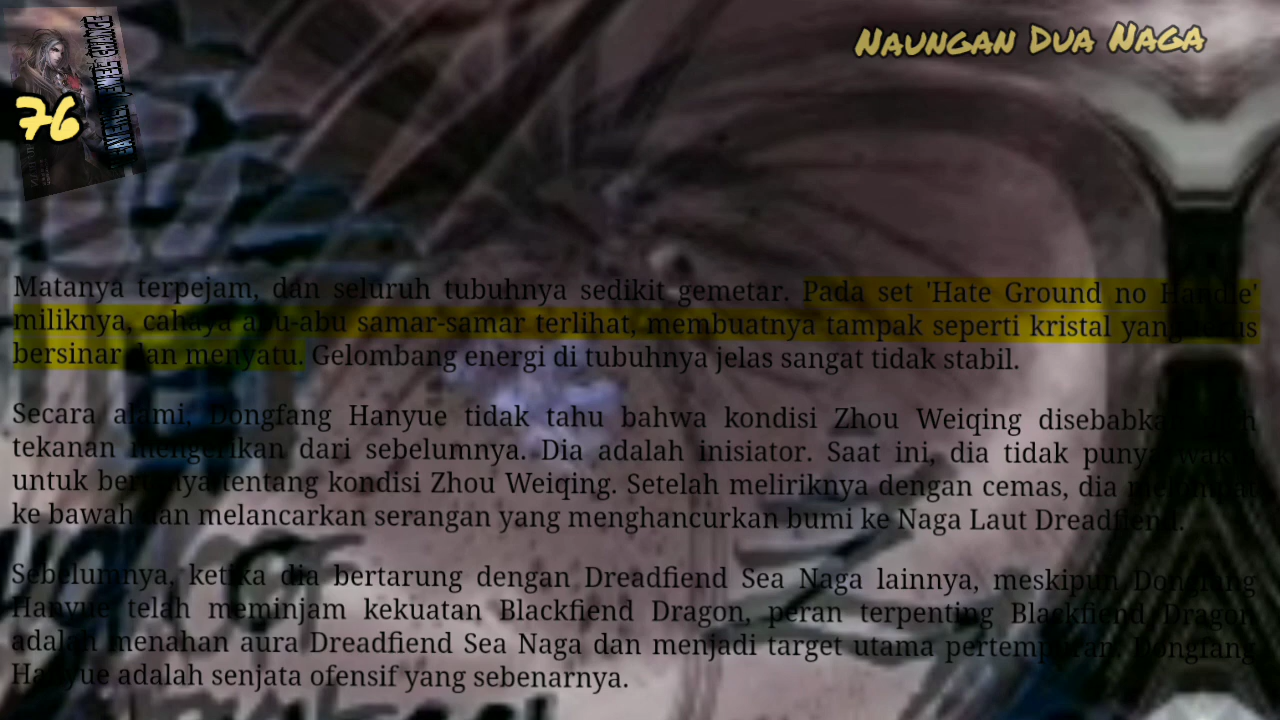 Naungan Dua Naga
HEAVENLY JEWEL CHANGE
76
Matanya terpejam, dan seluruh tubuhnya sedikit gemetar. Pada set 'Hate Ground no Handle'
miliknya, cahaya abu-abu samar-samar terlihat, membuatnya tampak seperti kristal yang terus
bersinar dan menyatu. Gelombang energi di tubuhnya jelas sangat tidak stabil.
Secara alami, Dongfang Hanyue tidak tahu bahwa kondisi Zhou Weiqing disebabkan oleh
tekanan mengerikan dari sebelumnya. Dia adalah inisiator. Saat ini, dia tidak punya waktu
untuk bertanya tentang kondisi Zhou Weiqing. Setelah meliriknya dengan cemas, dia melompat
ke bawah dan melancarkan serangan yang menghancurkan bumi ke Naga Laut Dreadfiend.
Sebelumnya, ketika dia bertarung dengan Dreadfiend Sea Naga lainnya, meskipun Dongfang
Hanyue telah meminjam kekuatan Blackfiend Dragon, peran terpenting Blackfiend Dragon
adalah menahan aura Dreadfiend Sea Naga dan menjadi target utama pertempuran. Dongfang
Hanyue adalah senjata ofensif yang sebenarnya.